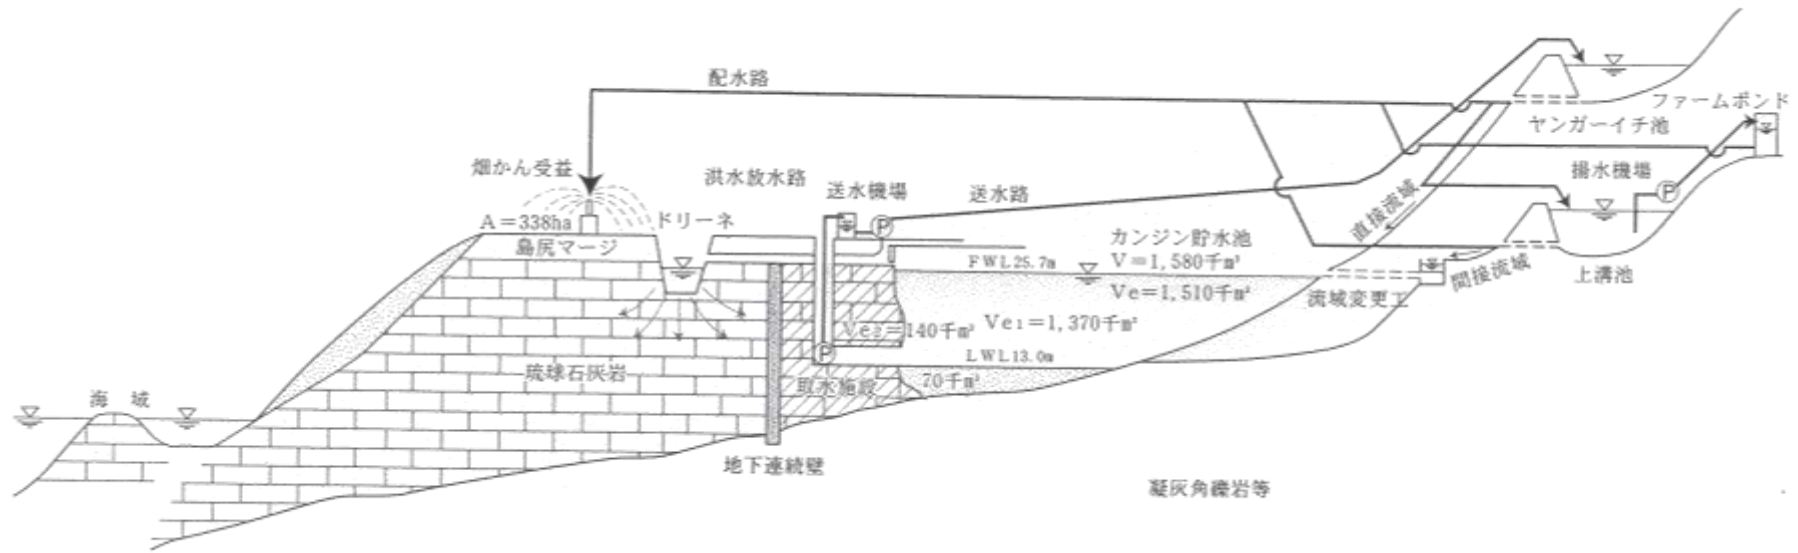 配水路
ファームポンド
ヤンガーイチ池
畑かん受益
洪水放水路
送水機場
送水路
揚水機場
P
P
A＝338ha
ドリーネ
直接流域
島尻マージ
カンジン貯水池
FWL25.7m
V＝1,580千m³
間接流域
上溝池
Ve＝1,510千m³
流域変更工
Ve₂＝140千m³
Ve₁＝1,370千m³
P
LWL13.0m
琉球石灰岩
取水施設
70千m³
海 域
地下連続壁
凝灰角礫岩等